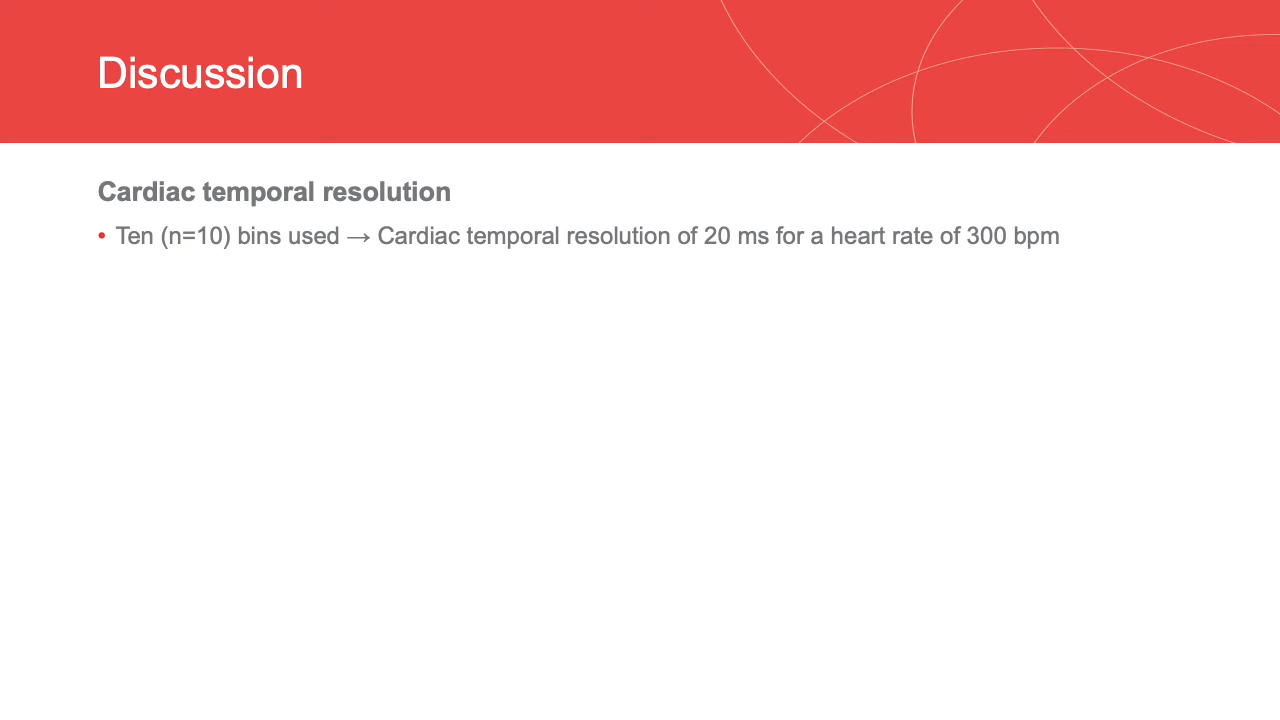 Discussion
Cardiac temporal resolution
• Ten (n=10) bins used → Cardiac temporal resolution of 20 ms for a heart rate of 300 bpm